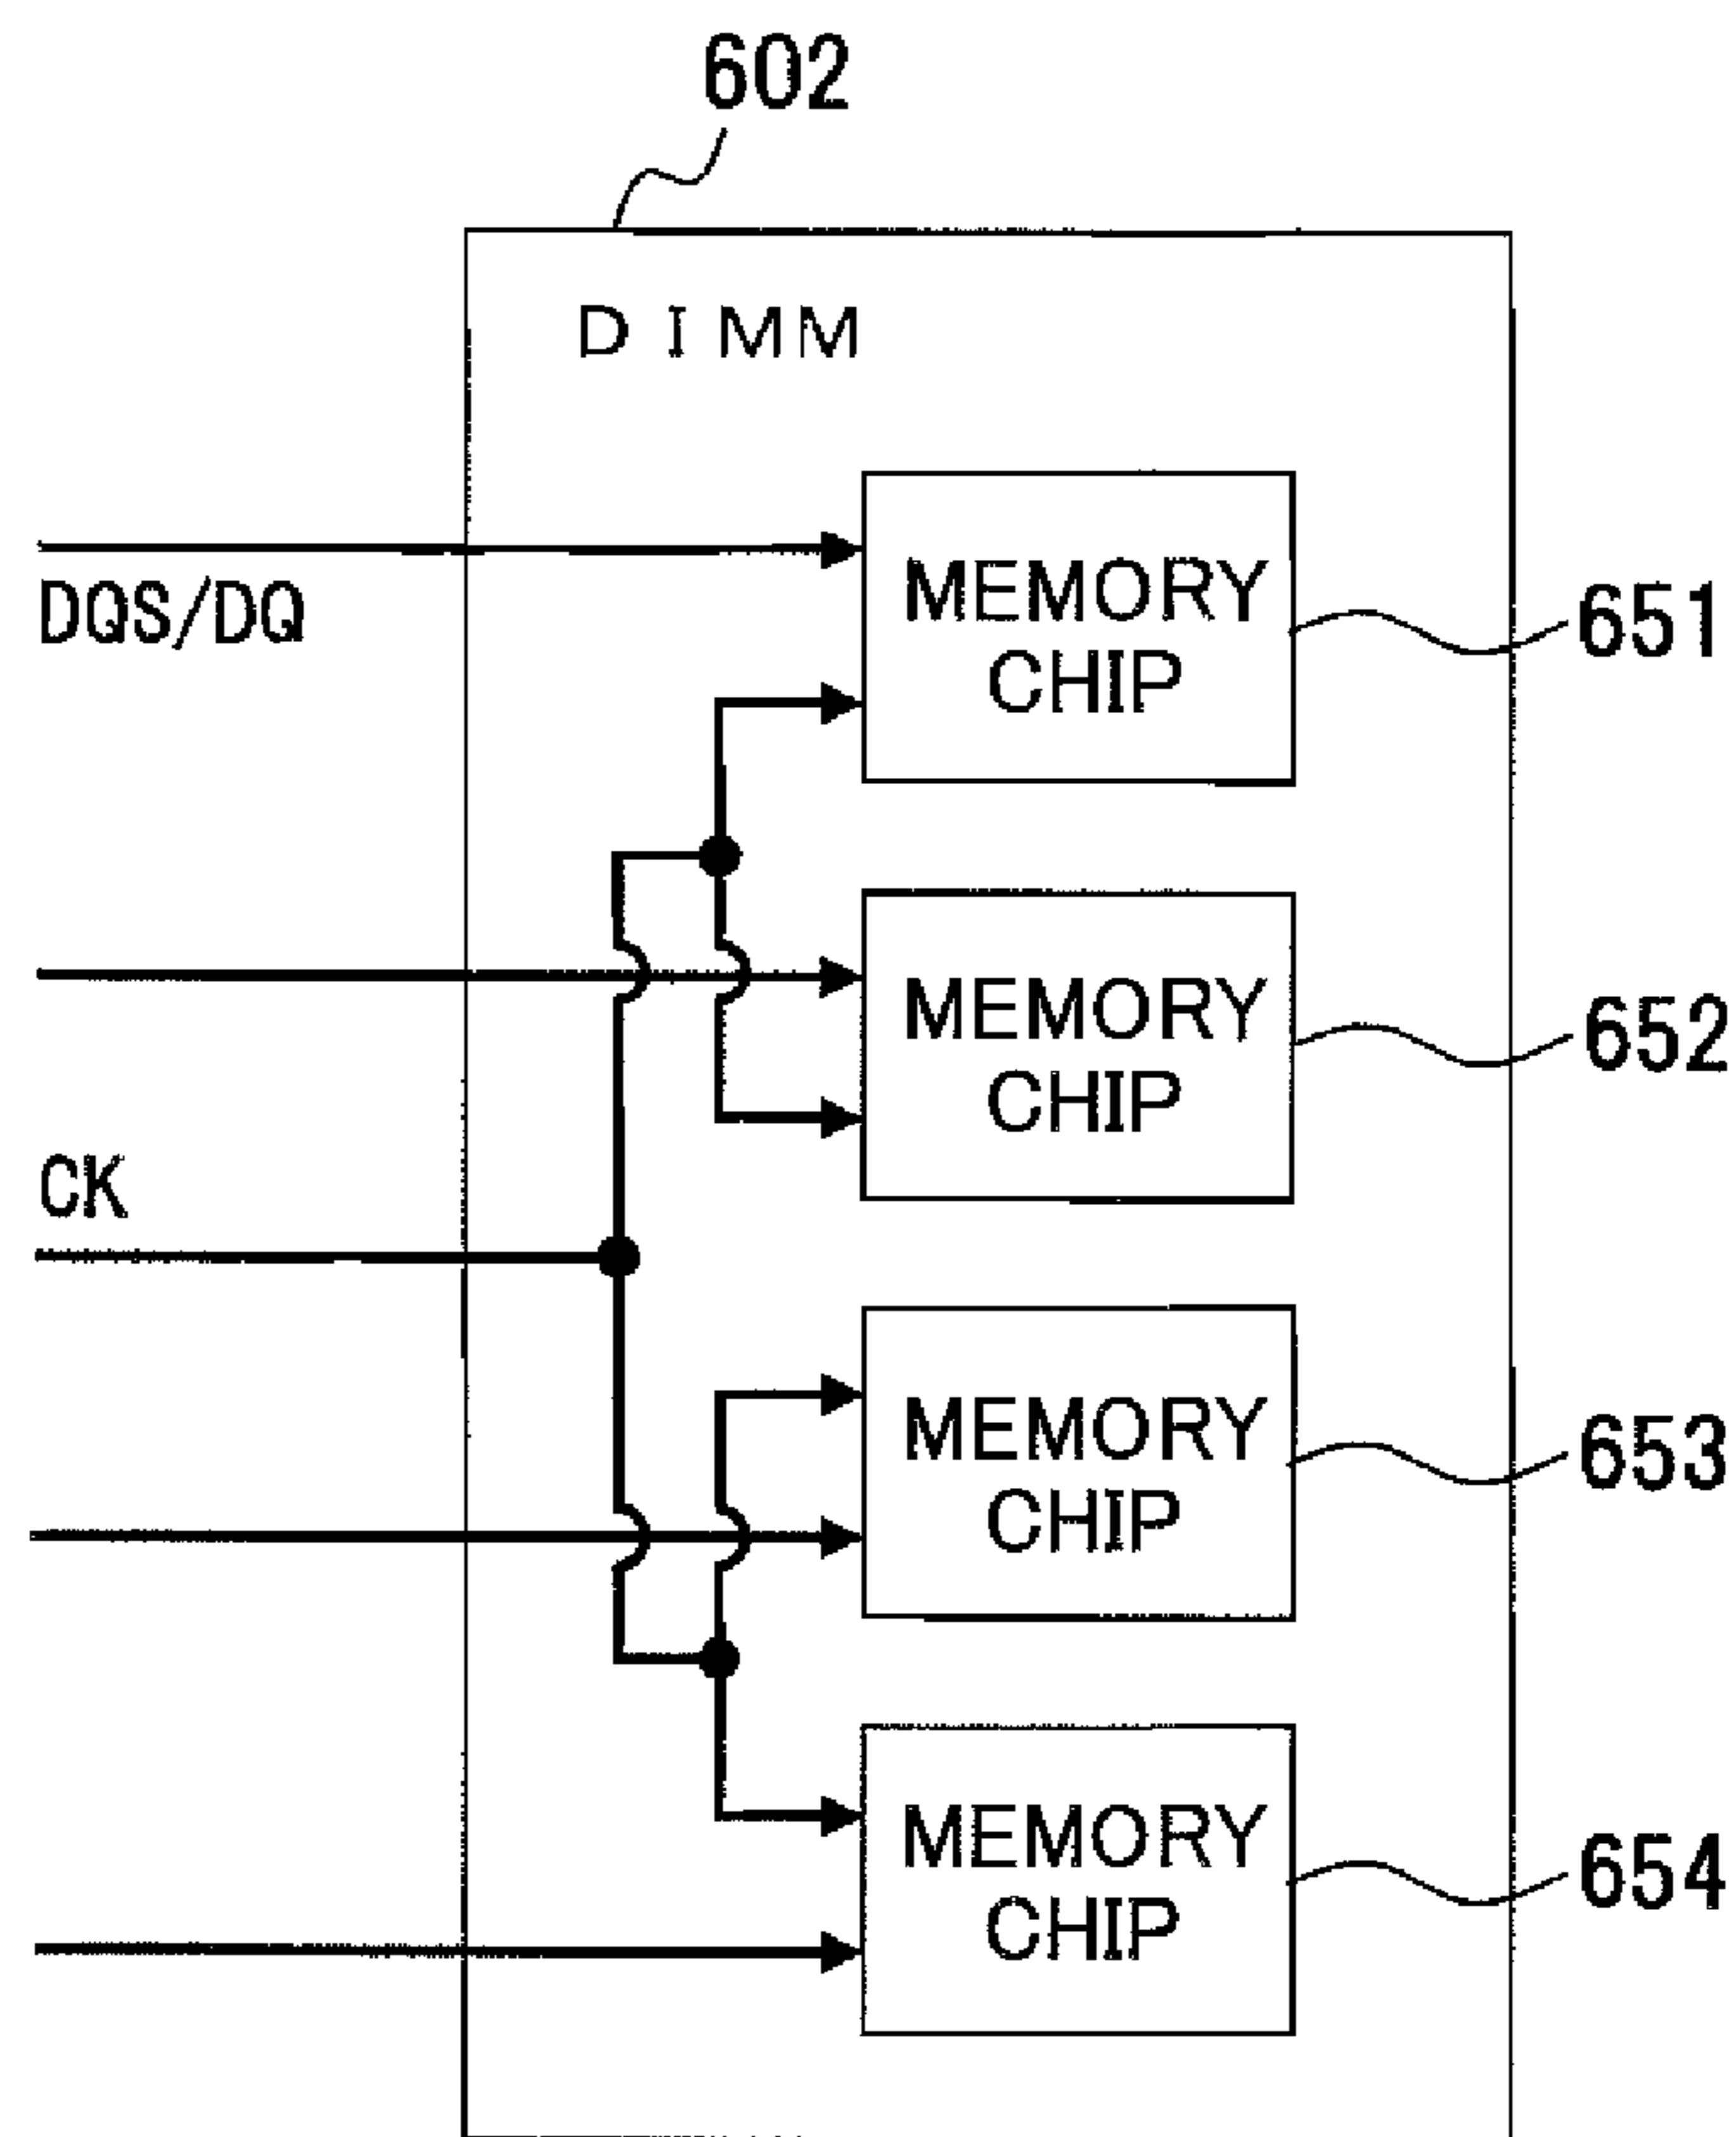 602
DIMM
MEMORY
CHIP
651
DQS/DQ
MEMORY
CHIP
652
CK
MEMORY
CHIP
653
MEMORY
CHIP
654